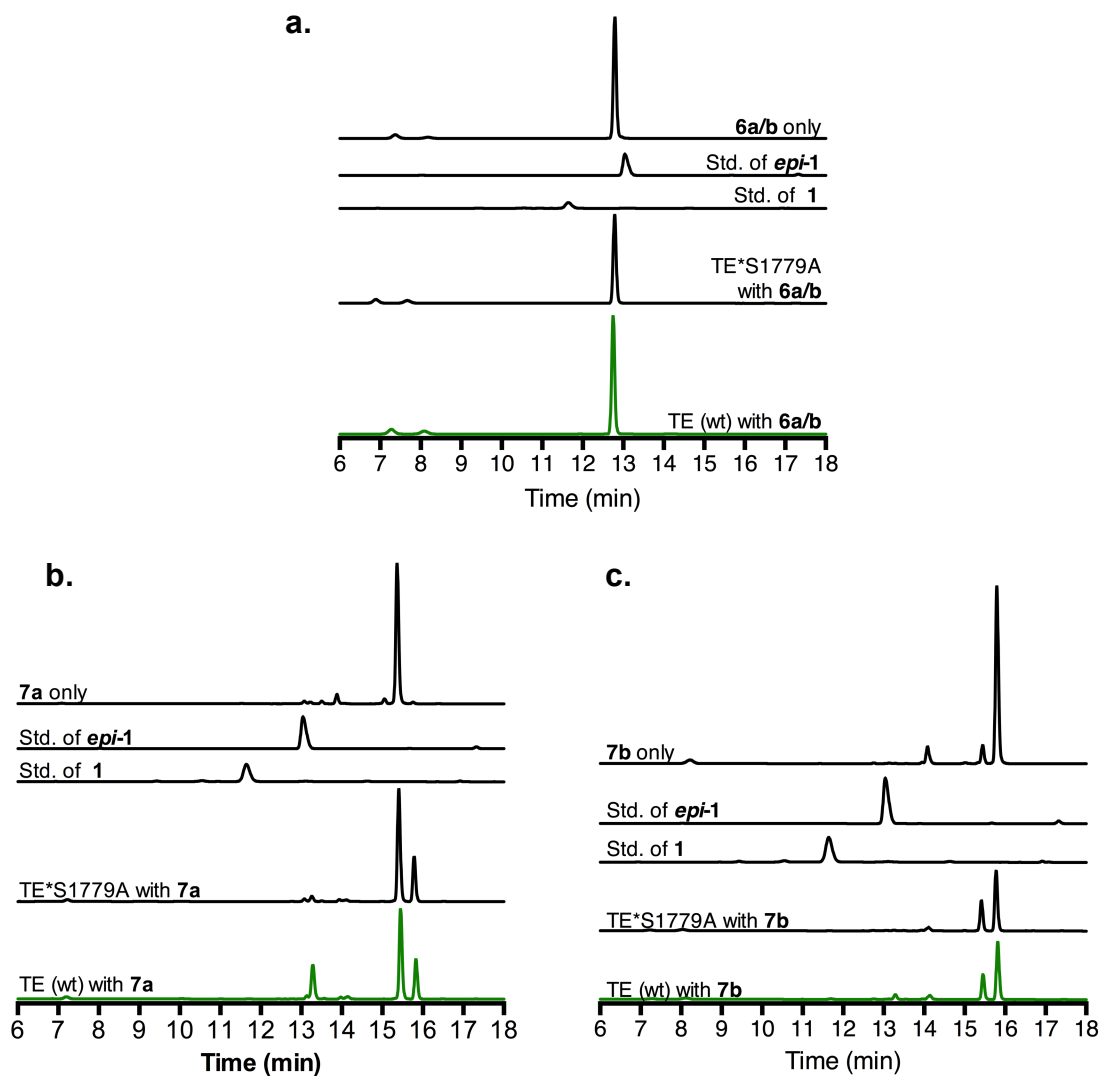 a.
6a/b only
Std. of epi-1
Std. of 1
TE*S1779A
with 6a/b
TE (wt) with 6a/b
6 7 8 9 10 11 12 13 14 15 16 17 18
Time (min)
b.
7a only
Std. of epi-1
Std. of 1
TE*S1779A with 7a
TE (wt) with 7a
6 7 8 9 10 11 12 13 14 15 16 17 18
Time (min)
c.
7b only
Std. of epi-1
Std. of 1
TE*S1779A with 7b
TE (wt) with 7b
6 7 8 9 10 11 12 13 14 15 16 17 18
Time (min)